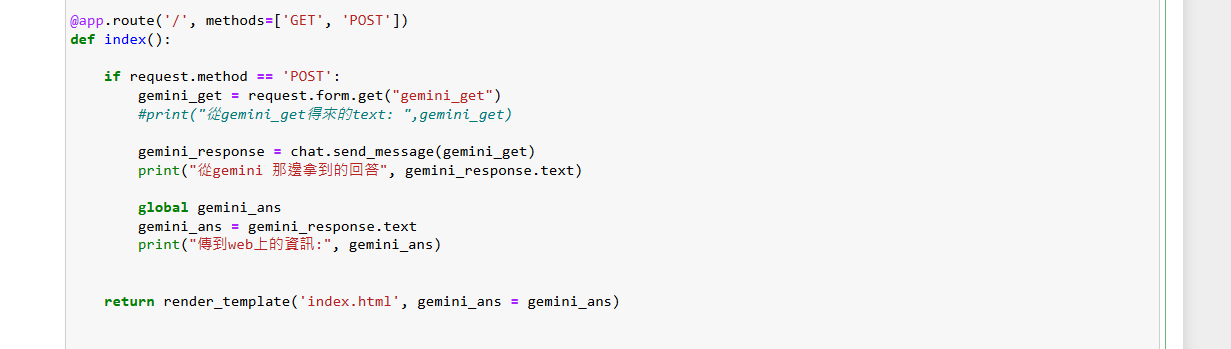 @app.route('/', methods=['GET', 'POST'])
def index():
    if request.method == 'POST':
        gemini_get = request.form.get("gemini_get")
        #print("從gemini_get得來的text: ",gemini_get)
        gemini_response = chat.send_message(gemini_get)
        print("從gemini 那邊拿到的回答", gemini_response.text)
        global gemini_ans
        gemini_ans = gemini_response.text
        print("傳到web上的資訊:", gemini_ans)
    return render_template('index.html', gemini_ans = gemini_ans)